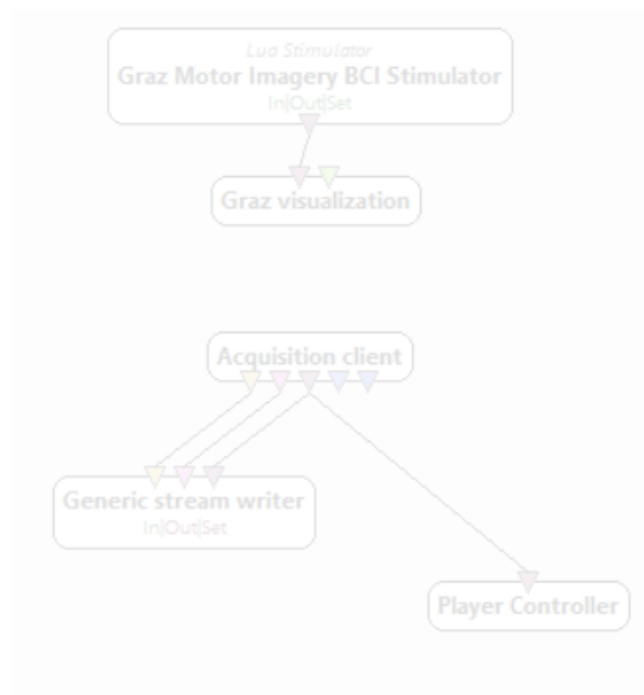 Lua Stimulator
Graz Motor Imagery BCI Stimulator
In|Out|Set
Graz visualization
Acquisition client
Generic stream writer
In|Out|Set
Player Controller